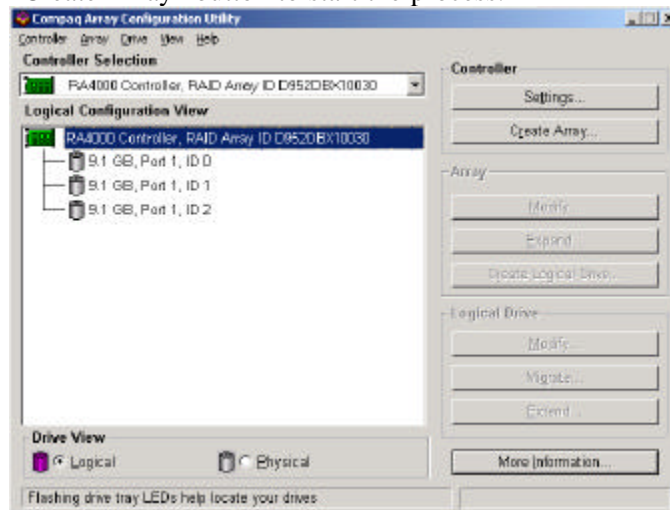 Compaq Array Configuration Utility
Controller Array Drive View Help
Controller Selection
RA4000 Controller, RAID Array ID D952DBX10030
Logical Configuration View
RA4000 Controller, RAID Array ID D952DBX10030
9.1 GB, Port 1, ID 0
9.1 GB, Port 1, ID 1
9.1 GB, Port 1, ID 2
Drive View
Logical
Physical
Controller
Settings...
Create Array...
Array
Modify...
Expand...
Create Logical Drive...
Logical Drive
Modify...
Migrate...
Extend...
More Information...
Flashing drive tray LEDs help locate your drives